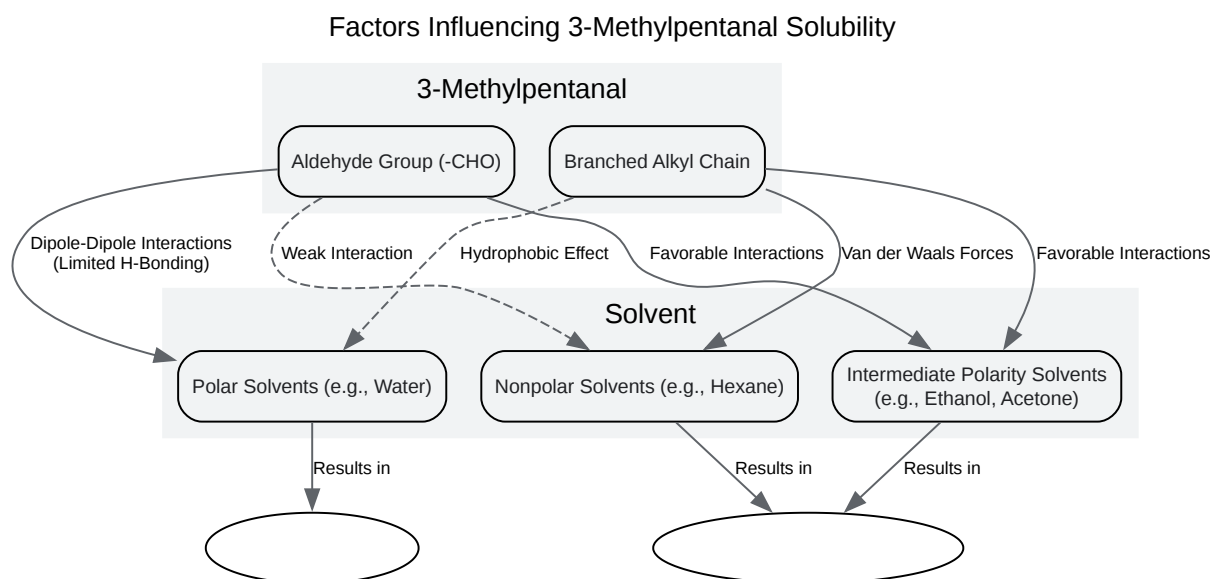 Factors Influencing 3-Methylpentanal Solubility
3-Methylpentanal
Aldehyde Group (-CHO)
Branched Alkyl Chain
Dipole-Dipole Interactions
(Limited H-Bonding)
Weak Interaction
Hydrophobic Effect
Favorable Interactions
Van der Waals Forces
Favorable Interactions
Solvent
Polar Solvents (e.g., Water)
Nonpolar Solvents (e.g., Hexane)
Intermediate Polarity Solvents
(e.g., Ethanol, Acetone)
Results in
Results in
Results in